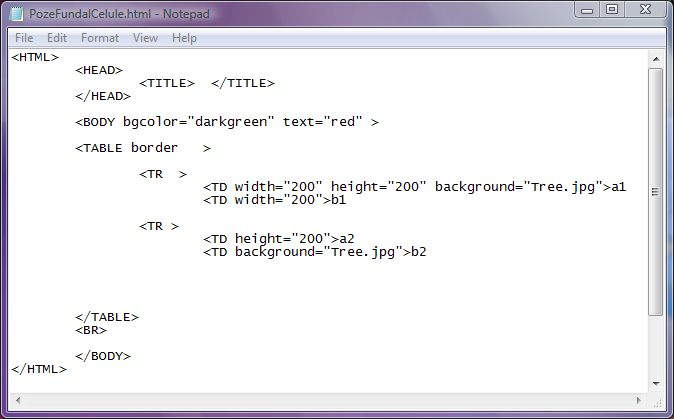 PozeFundalCelule.html - Notepad
File Edit Format View Help
<HTML>
<HEAD>
<TITLE>  </TITLE>
</HEAD>
<BODY bgcolor="darkgreen" text="red" >
<TABLE border   >
<TR  >
<TD width="200" height="200" background="Tree.jpg">a1
<TD width="200">b1
<TR >
<TD height="200">a2
<TD background="Tree.jpg">b2
</TABLE>
<BR>
</BODY>
</HTML>